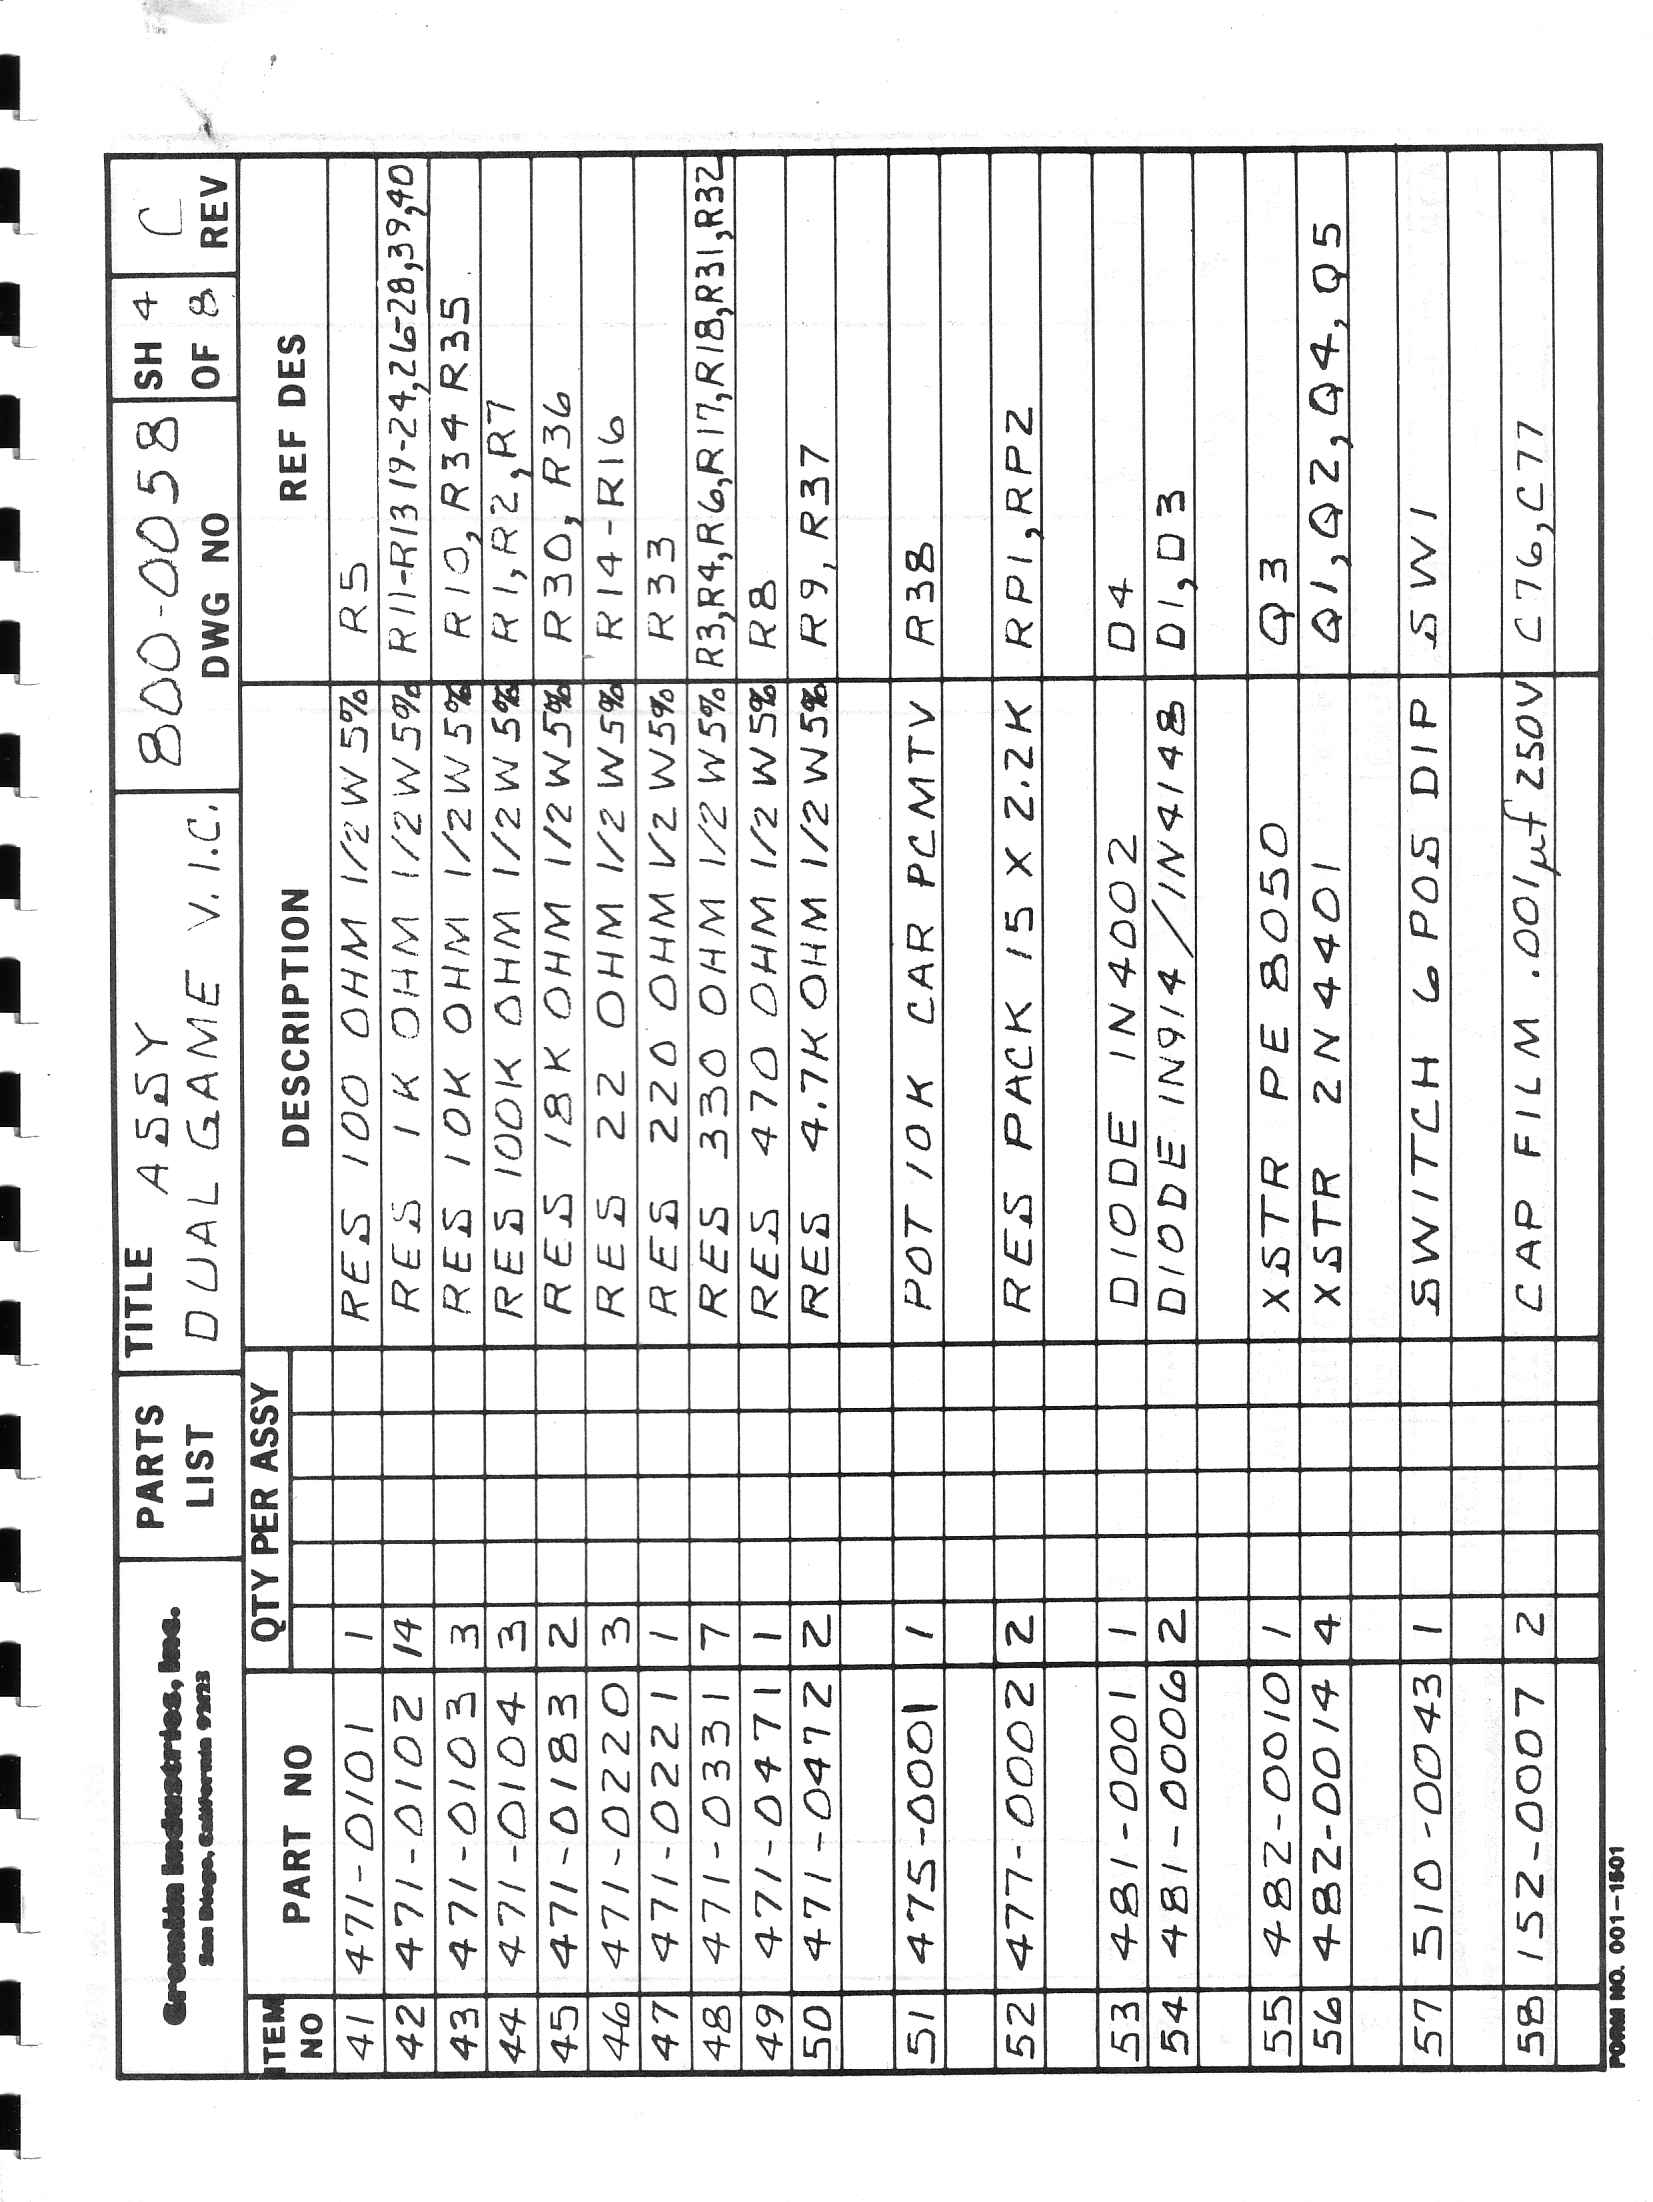 Gremlin Industries, Inc.
San Diego, California 92123
PARTS LIST
TITLE ASSY
DUAL GAME V.I.C.
800-0058
DWG NO
SH 4
OF 8
C
REV
ITEM NO PART NO QTY PER ASSY DESCRIPTION REF DES
41 471-0101 1 RES 100 OHM 1/2W 5% R5
42 471-0102 14 RES 1K OHM 1/2W 5% R11-R13 19-24,26-28,39,40
43 471-0103 3 RES 10K OHM 1/2W 5% R10, R34 R35
44 471-0104 3 RES 100K OHM 1/2W 5% R1, R2, R7
45 471-0183 2 RES 18K OHM 1/2W 5% R30, R36
46 471-0220 3 RES 22 OHM 1/2W 5% R14-R16
47 471-0221 1 RES 220 OHM 1/2W 5% R33
48 471-0331 7 RES 330 OHM 1/2W 5% R3,R4,R6,R17,R18,R31,R32
49 471-0471 1 RES 470 OHM 1/2W 5% R8
50 471-0472 2 RES 4.7K OHM 1/2W 5% R9, R37
51 475-0001 1 POT 10K CAR PCMTV R38
52 477-0002 2 RES PACK 15 X 2.2K RP1, RP2
53 481-0001 1 DIODE IN4002 D4
54 481-0006 2 DIODE IN914/IN4148 D1, D3
55 482-0010 1 XSTR PE 8050 Q3
56 482-0014 4 XSTR 2N4401 Q1, Q2, Q4, Q5
57 510-0043 1 SWITCH 6 POS DIP SW1
58 152-0007 2 CAP FILM .001µf 250V C76, C77
FORM NO. 001-1501